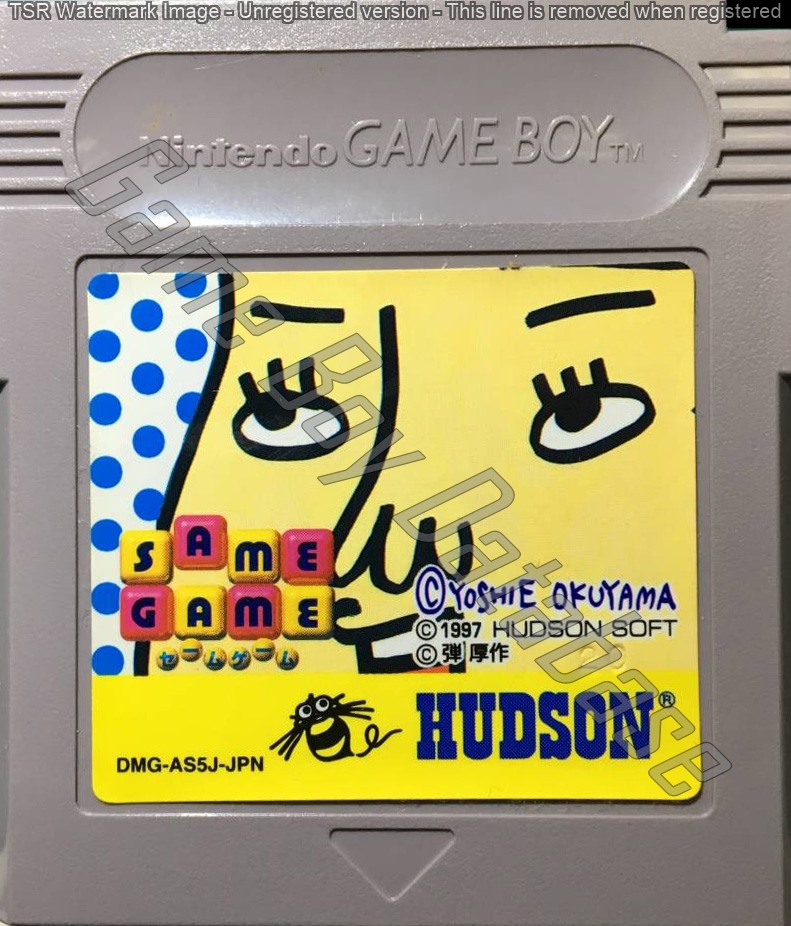 TSR Watermark Image - Unregistered version - This line is removed when registered
Nintendo GAME BOY TM
Game Boy Database
SAME
GAME
セームゲーム
©YOSHIE OKUYAMA
©1997 HUDSON SOFT
©弾厚作
HUDSON®
DMG-AS5J-JPN